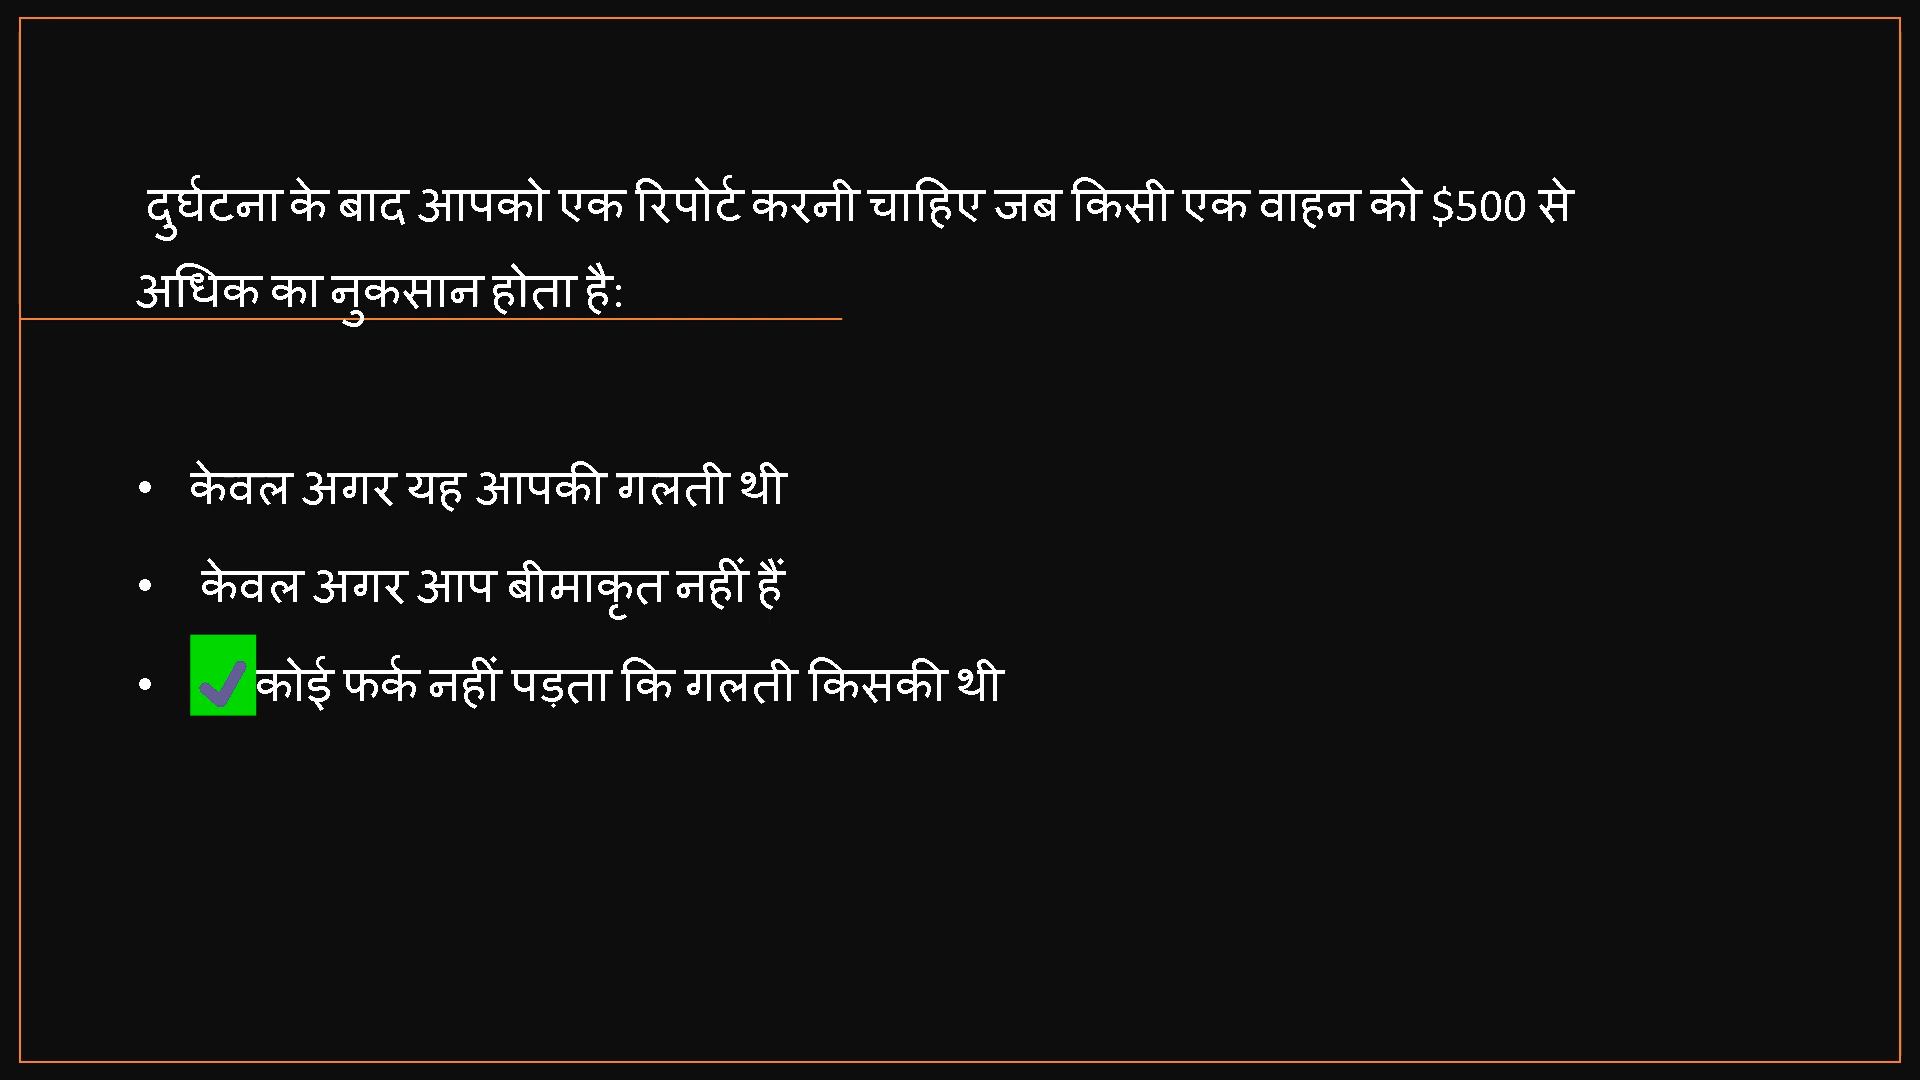 दुर्घटना के बाद आपको एक रिपोर्ट करनी चाहिए जब किसी एक वाहन को $500 से
अधिक का नुकसान होता है:
• केवल अगर यह आपकी गलती थी
• केवल अगर आप बीमाकृत नहीं हैं
• ✔कोई फर्क नहीं पड़ता कि गलती किसकी थी